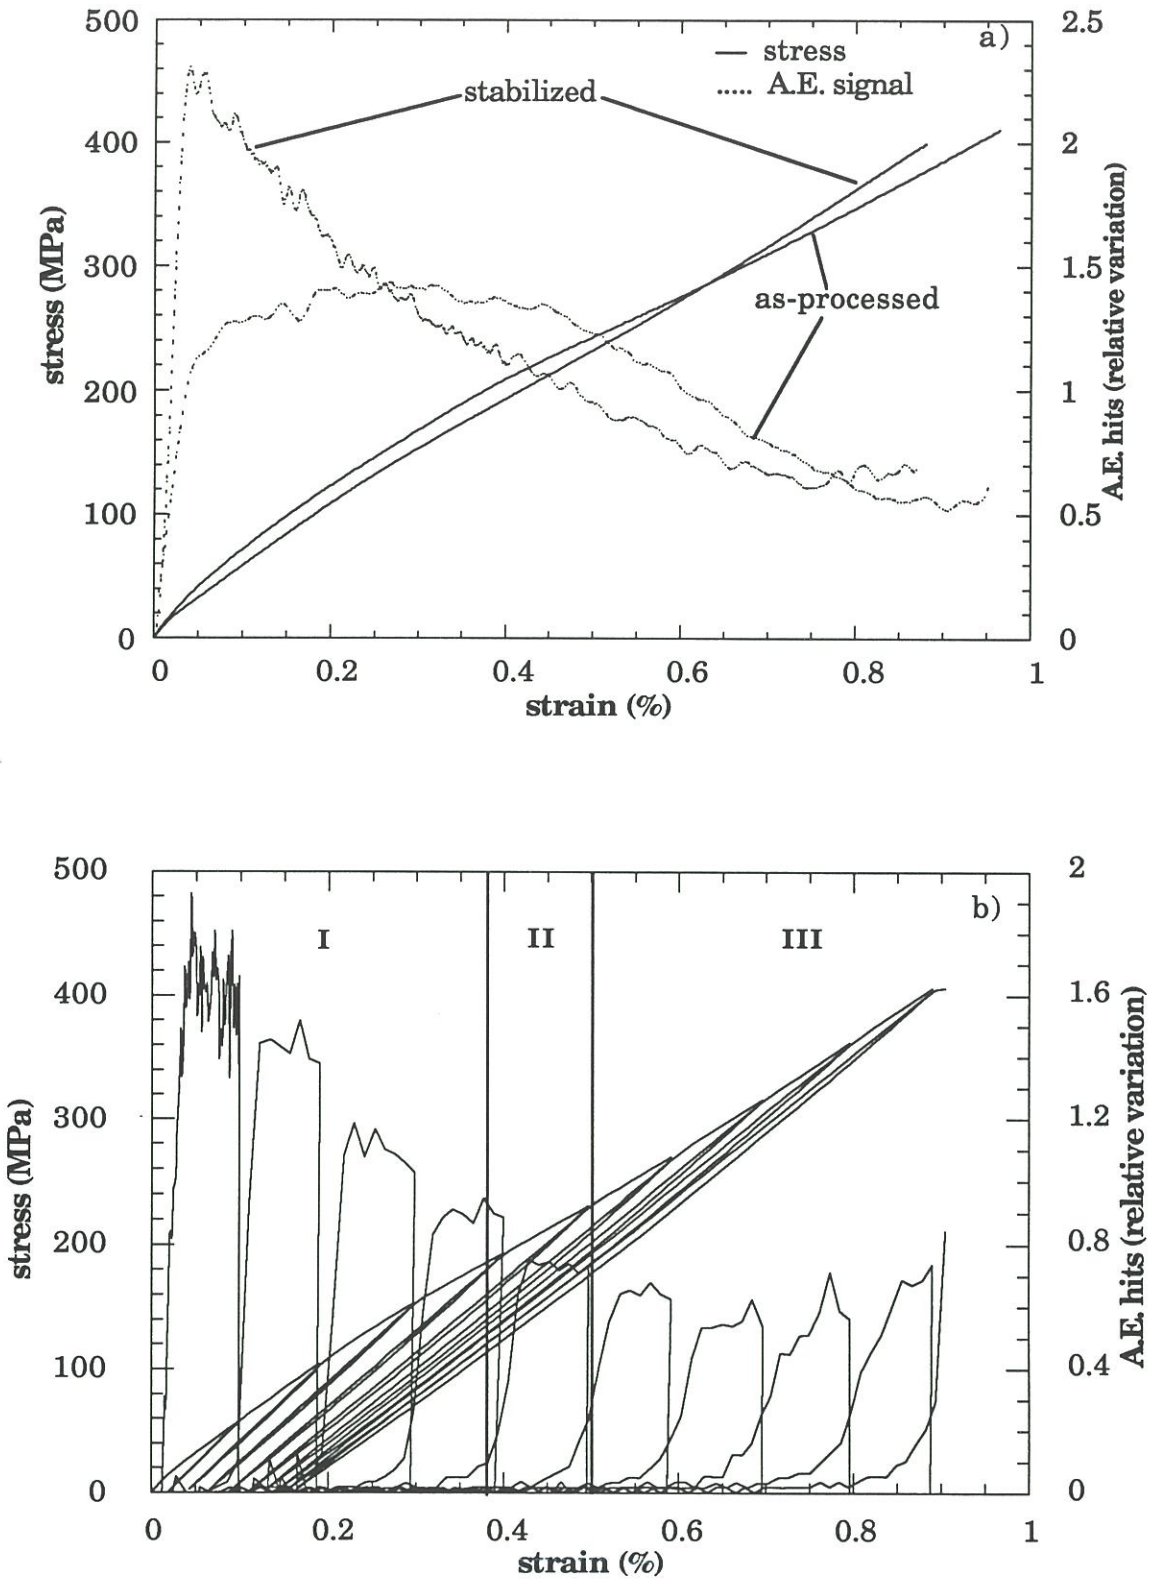 500
2.5
a)
stress
A.E. signal
stabilized
400
2
stress (MPa)
A.E. hits (relative variation)
300
1.5
as-processed
200
1
100
0.5
0
0
0 0.2 0.4 0.6 0.8 1
strain (%)
500
2
b)
I II III
400
1.6
stress (MPa)
A.E. hits (relative variation)
300
1.2
200
0.8
100
0.4
0
0
0 0.2 0.4 0.6 0.8 1
strain (%)